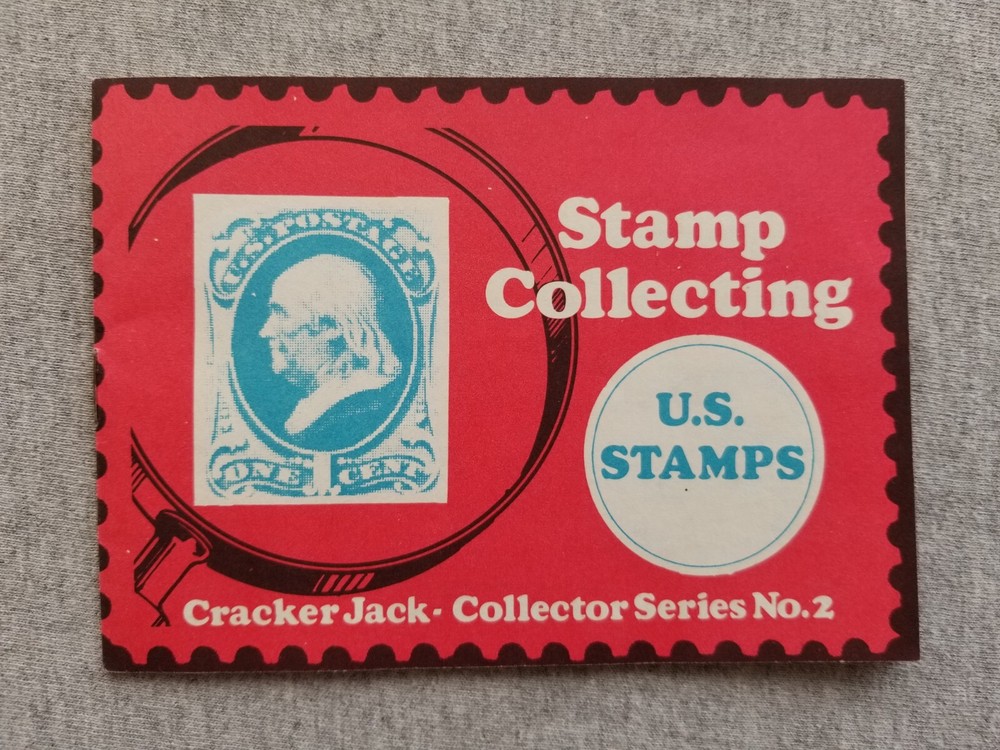 U.S. POSTAGE
ONE CENT
Stamp
Collecting
U.S.
STAMPS
Cracker Jack - Collector Series No. 2